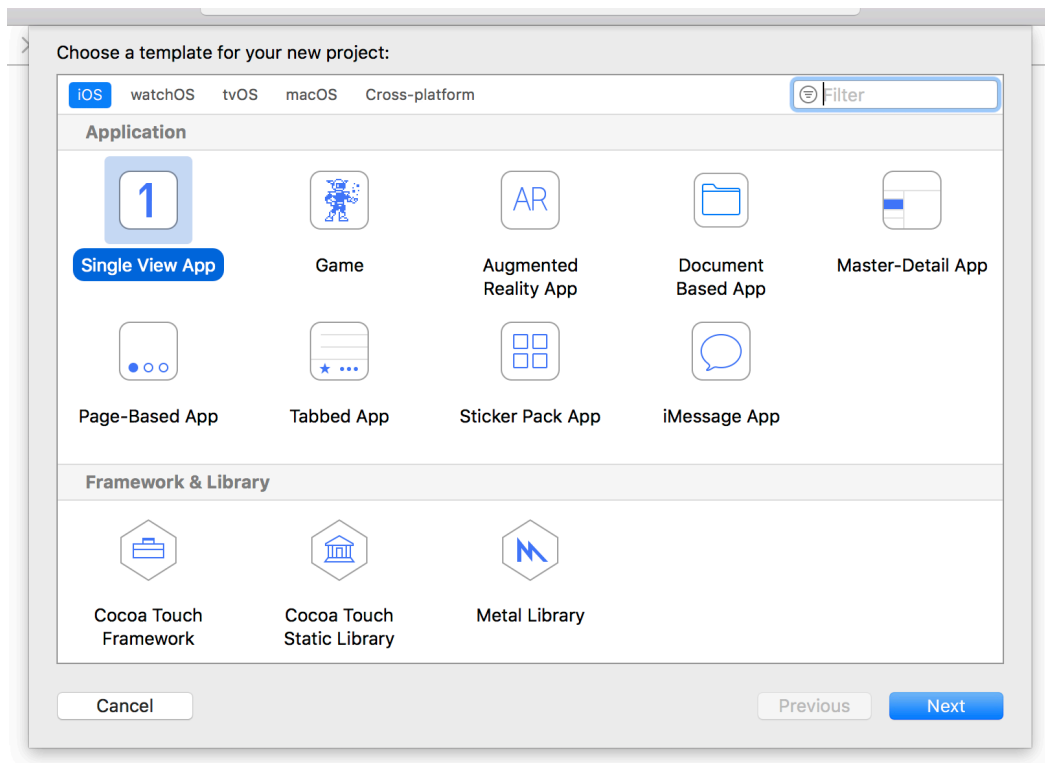 Choose a template for your new project:
iOS watchOS tvOS macOS Cross-platform Filter
Application
1 AR
Single View App Game Augmented Document Master-Detail App
Reality App Based App
Page-Based App Tabbed App Sticker Pack App iMessage App
Framework & Library
Cocoa Touch Cocoa Touch Metal Library
Framework Static Library
Cancel Previous Next